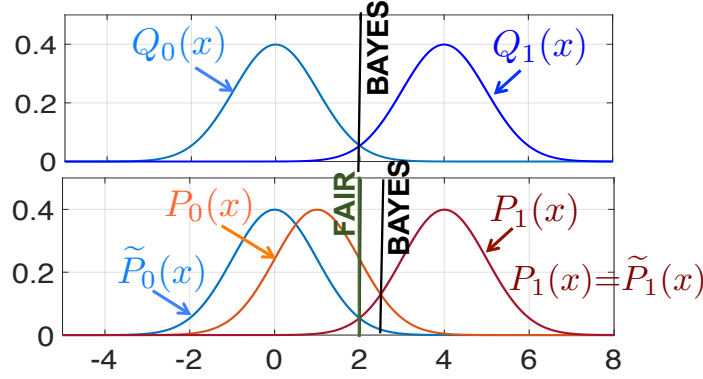 0.4
Q₀(x)
BAYES
Q₁(x)
0.2
0
0.4
P₀(x)
FAIR
BAYES
P₁(x)
0.2
P̃₀(x)
P₁(x)=P̃₁(x)
0
-4 -2 0 2 4 6 8